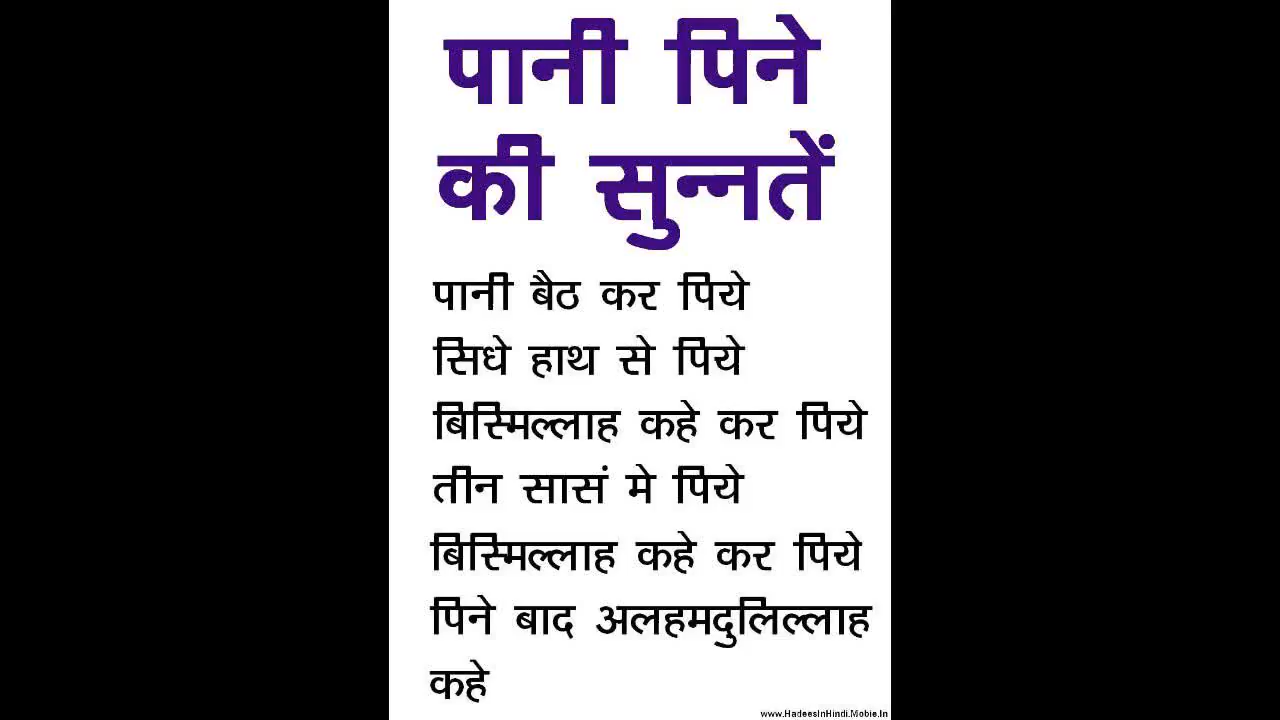 पानी पिने
की सुन्नतें
पानी बैठ कर पिये
सिधे हाथ से पिये
बिस्मिल्लाह कहे कर पिये
तीन सासं मे पिये
बिस्मिल्लाह कहे कर पिये
पिने बाद अलहमदुलिल्लाह
कहे
www.HadeesInHindi.Mobie.In